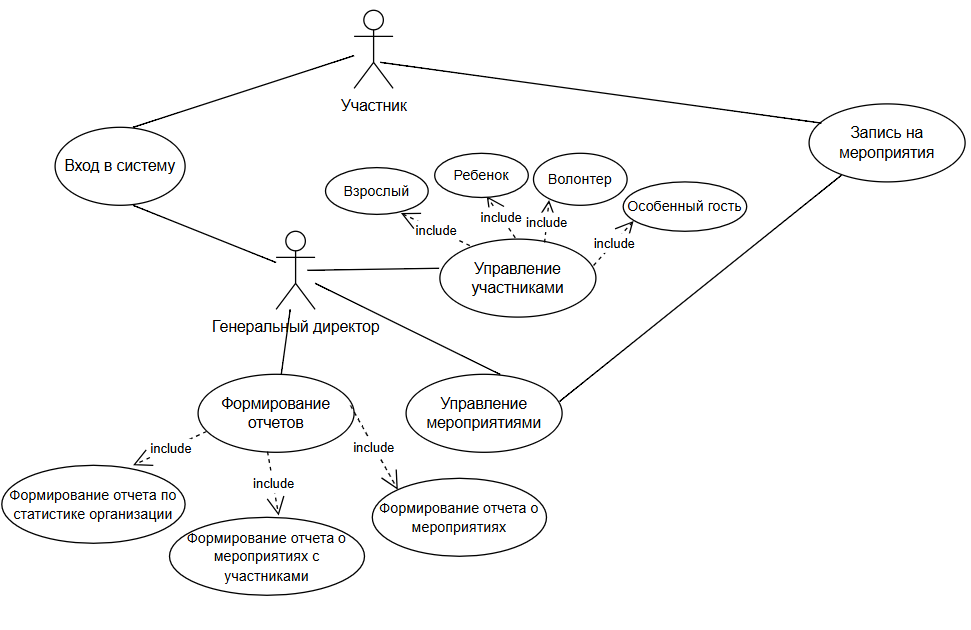 Участник
Вход в систему
Запись на
мероприятия
Взрослый
Ребенок
Волонтер
Особенный гость
include
include
include
include
Управление
участниками
Генеральный директор
Формирование
отчетов
Управление
мероприятиями
include
include
include
Формирование отчета по
статистике организации
Формирование отчета о
мероприятиях с
участниками
Формирование отчета о
мероприятиях